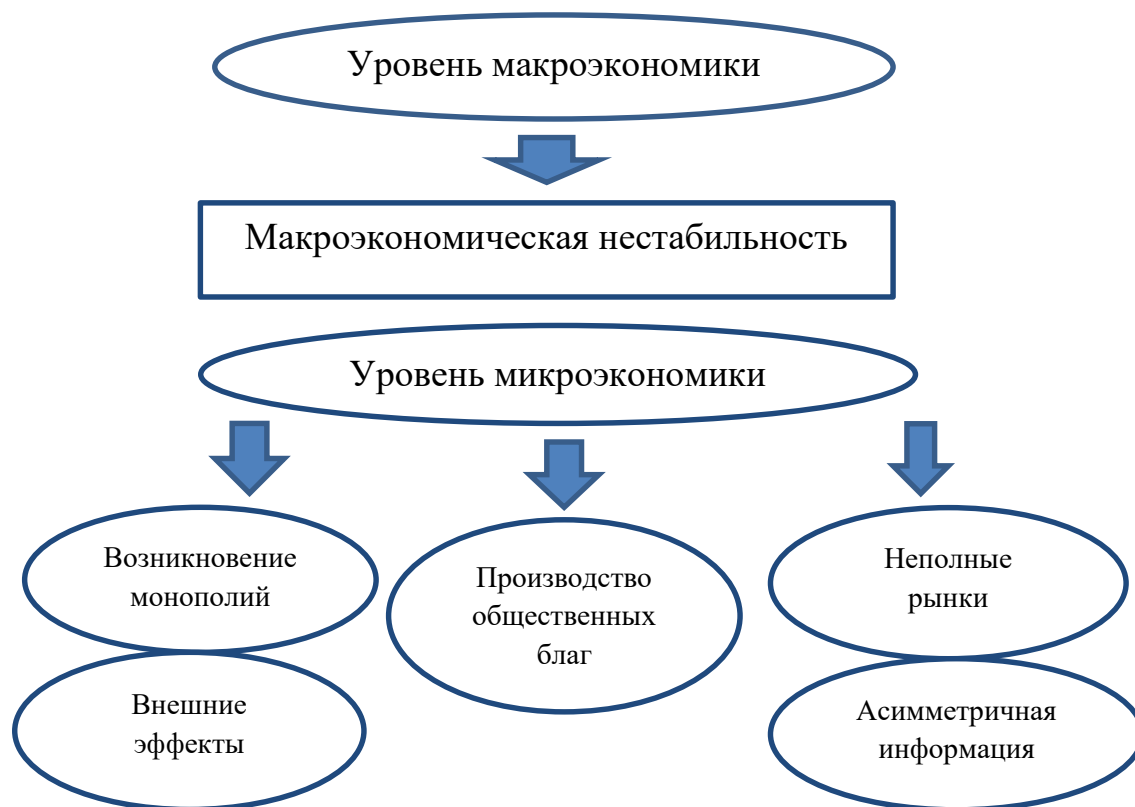 Уровень макроэкономики
Макроэкономическая нестабильность
Уровень микроэкономики
Возникновение
монополий
Производство
общественных
благ
Неполные
рынки
Внешние
эффекты
Асимметричная
информация